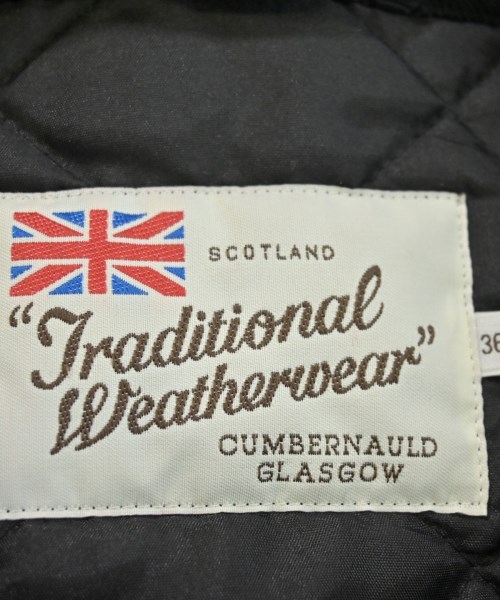 SCOTLAND
"Traditional
Weatherwear"
CUMBERNAULD
GLASGOW
36